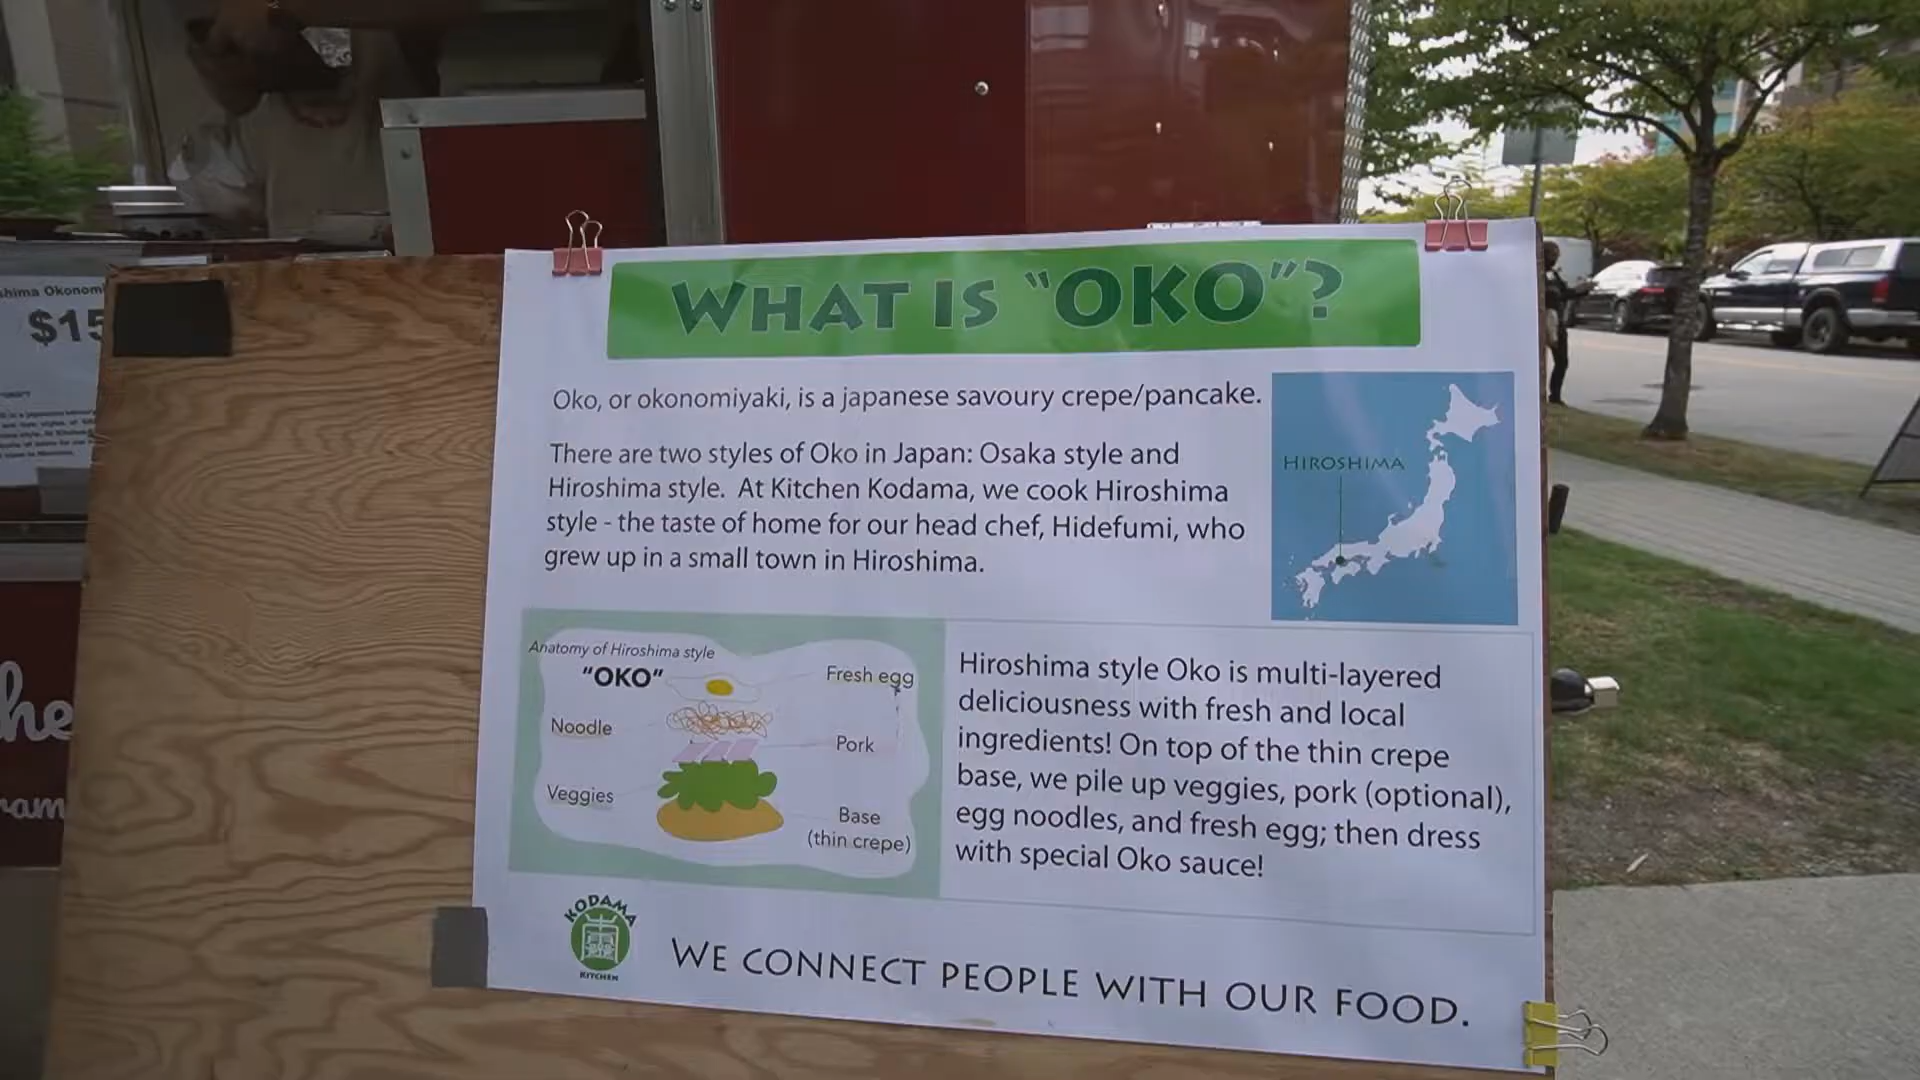 $15
WHAT IS "OKO"?
Oko, or okonomiyaki, is a japanese savoury crepe/pancake.
There are two styles of Oko in Japan: Osaka style and
Hiroshima style. At Kitchen Kodama, we cook Hiroshima
style - the taste of home for our head chef, Hidefumi, who
grew up in a small town in Hiroshima.
HIROSHIMA
Anatomy of Hiroshima style
"OKO"
Fresh egg
Noodle
Pork
Veggies
Base
(thin crepe)
Hiroshima style Oko is multi-layered
deliciousness with fresh and local
ingredients! On top of the thin crepe
base, we pile up veggies, pork (optional),
egg noodles, and fresh egg; then dress
with special Oko sauce!
KODAMA
KITCHEN
WE CONNECT PEOPLE WITH OUR FOOD.